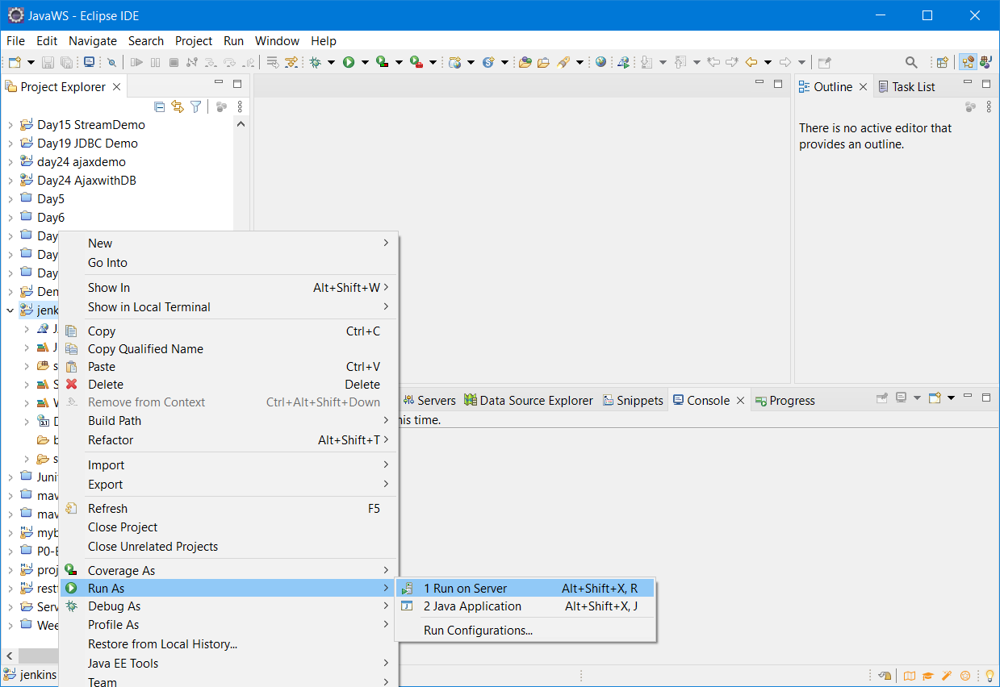 JavaWS - Eclipse IDE
File Edit Navigate Search Project Run Window Help
Project Explorer
Outline Task List
Day15 StreamDemo
Day19 JDBC Demo
day24 ajaxdemo
Day24 AjaxwithDB
Day5
Day6
Day
Day
Day
Den
jenk
J
s
S
b
s
Junit
mav
mav
myb
P0-E
proj
rest
Serv
Wee
jenkins
There is no active editor that
provides an outline.
New
Go Into
Show In Alt+Shift+W
Show in Local Terminal
Copy Ctrl+C
Copy Qualified Name
Paste Ctrl+V
Delete Delete
Remove from Context Ctrl+Alt+Shift+Down
Build Path
Refactor Alt+Shift+T
Import
Export
Refresh F5
Close Project
Close Unrelated Projects
Coverage As
Run As
Debug As
Profile As
Restore from Local History...
Java EE Tools
Team
1 Run on Server Alt+Shift+X, R
2 Java Application Alt+Shift+X, J
Run Configurations...
Servers Data Source Explorer Snippets Console Progress
his time.